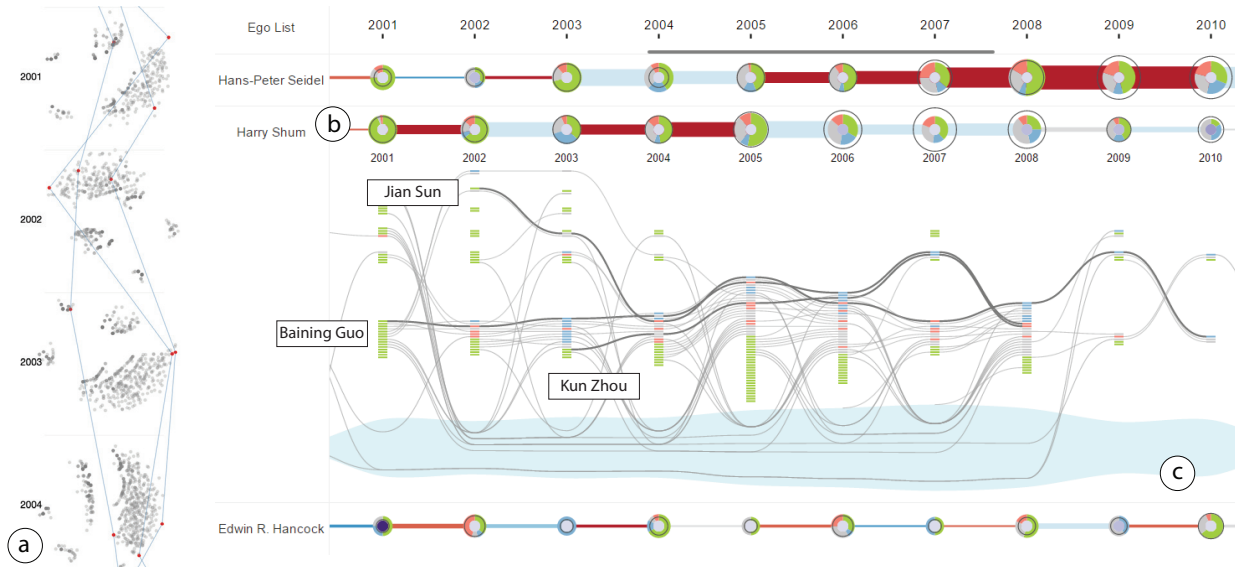 Ego List 2001 2002 2003 2004 2005 2006 2007 2008 2009 2010
2001
Hans-Peter Seidel
b
Harry Shum
2001 2002 2003 2004 2005 2006 2007 2008 2009 2010
Jian Sun
2002
Baining Guo
2003
Kun Zhou
c
2004
Edwin R. Hancock
a